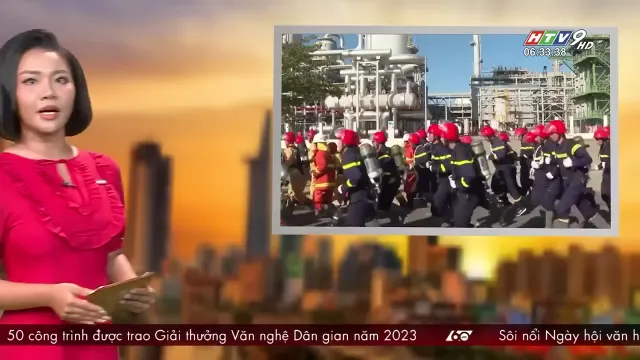 HTV9 HD
06:33:38
50 công trình được trao Giải thưởng Văn nghệ Dân gian năm 2023
60
Sôi nổi Ngày hội văn h